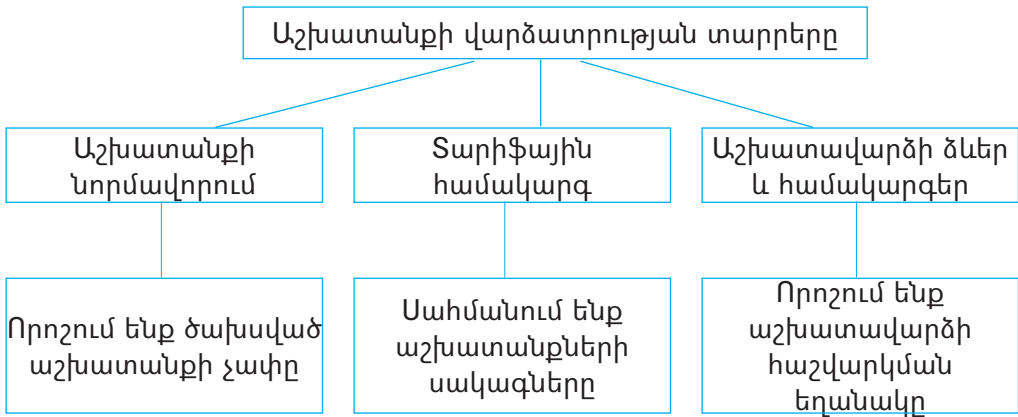 Աշխատանքի վարձատրության տարրերը
Աշխատանքի
նորմավորում
Տարիֆային
համակարգ
Աշխատավարձի ձևեր
և համակարգեր
Որոշում ենք ծախսված
աշխատանքի չափը
Սահմանում ենք
աշխատանքների
սակագները
Որոշում ենք
աշխատավարձի
հաշվարկման
եղանակը